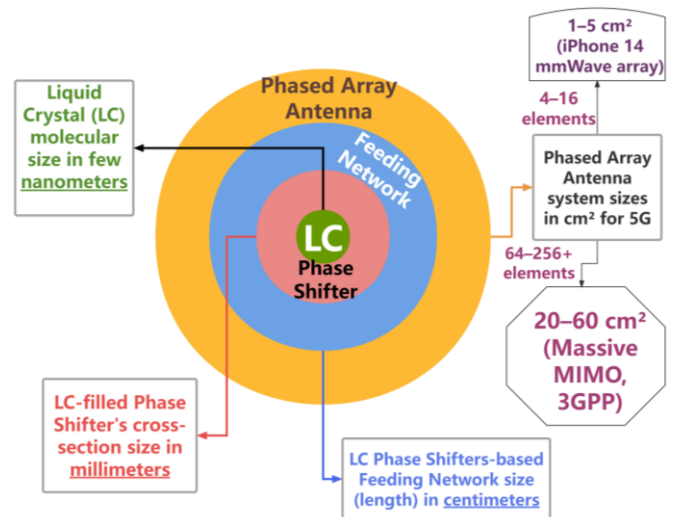 Liquid
Crystal (LC)
molecular
size in few
nanometers
Phased Array
Antenna
Feeding
Network
LC
Phase
Shifter
1–5 cm²
(iPhone 14
mmWave array)
4–16
elements
Phased Array
Antenna
system sizes
in cm² for 5G
64–256+
elements
20–60 cm²
(Massive
MIMO,
3GPP)
LC-filled Phase
Shifter's cross-
section size in
millimeters
LC Phase Shifters-based
Feeding Network size
(length) in centimeters